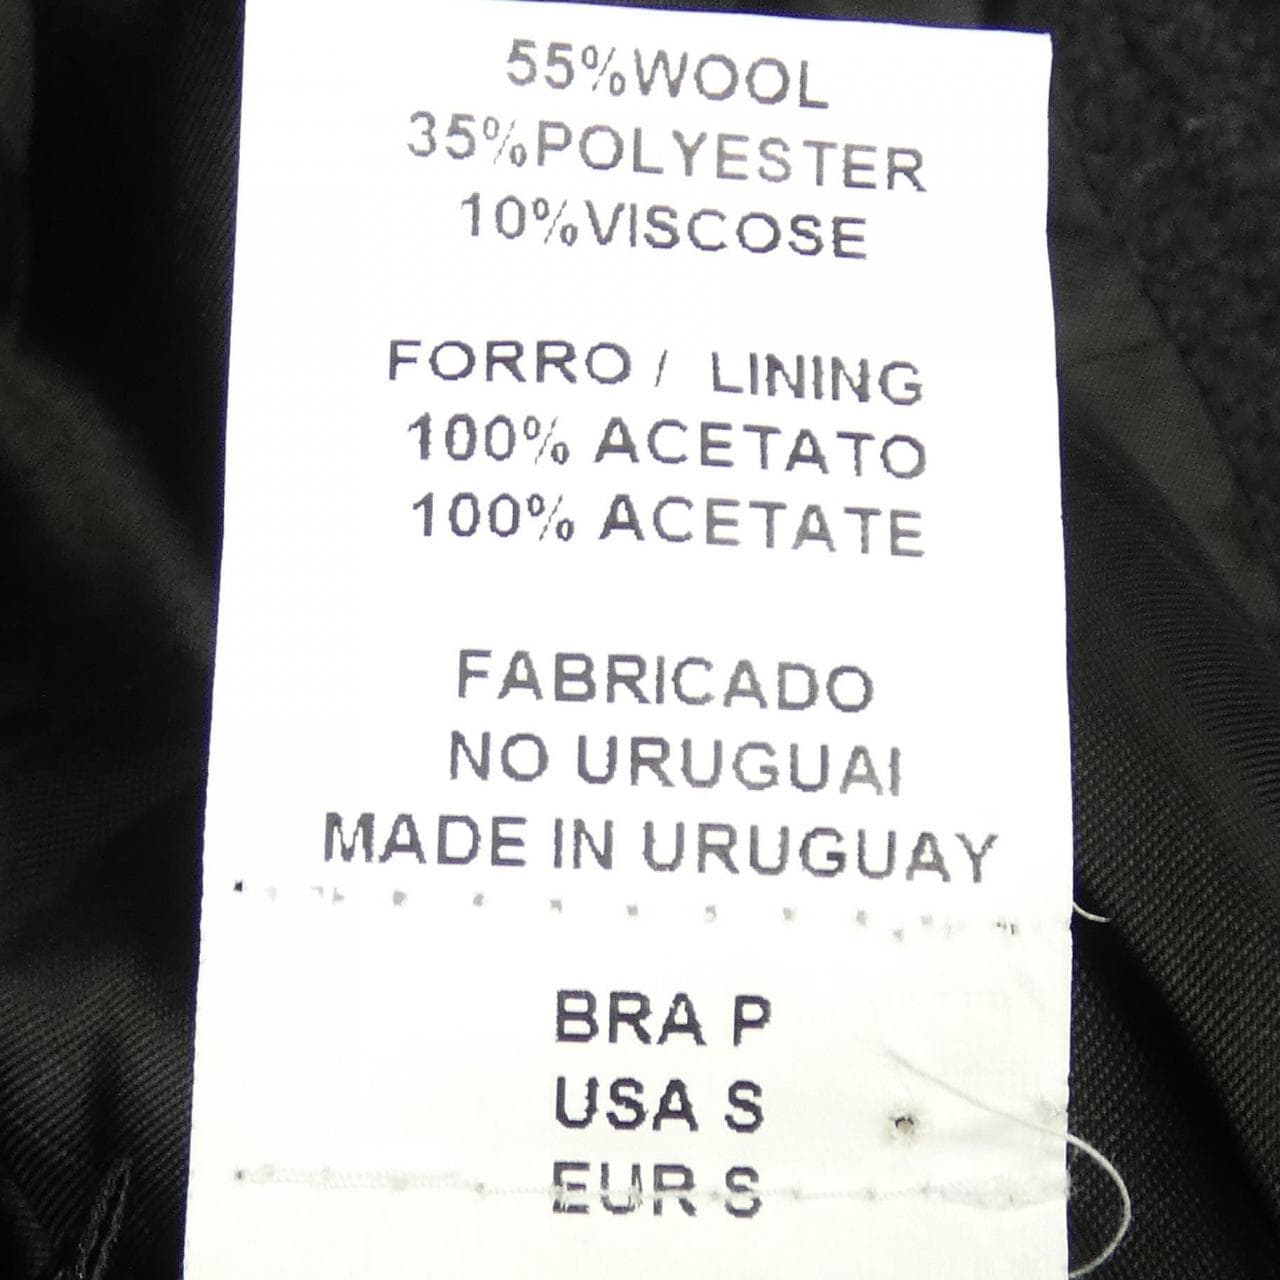 55%WOOL
35%POLYESTER
10%VISCOSE
FORRO / LINING
100% ACETATO
100% ACETATE
FABRICADO
NO URUGUAI
MADE IN URUGUAY
BRA P
USA S
EUR S